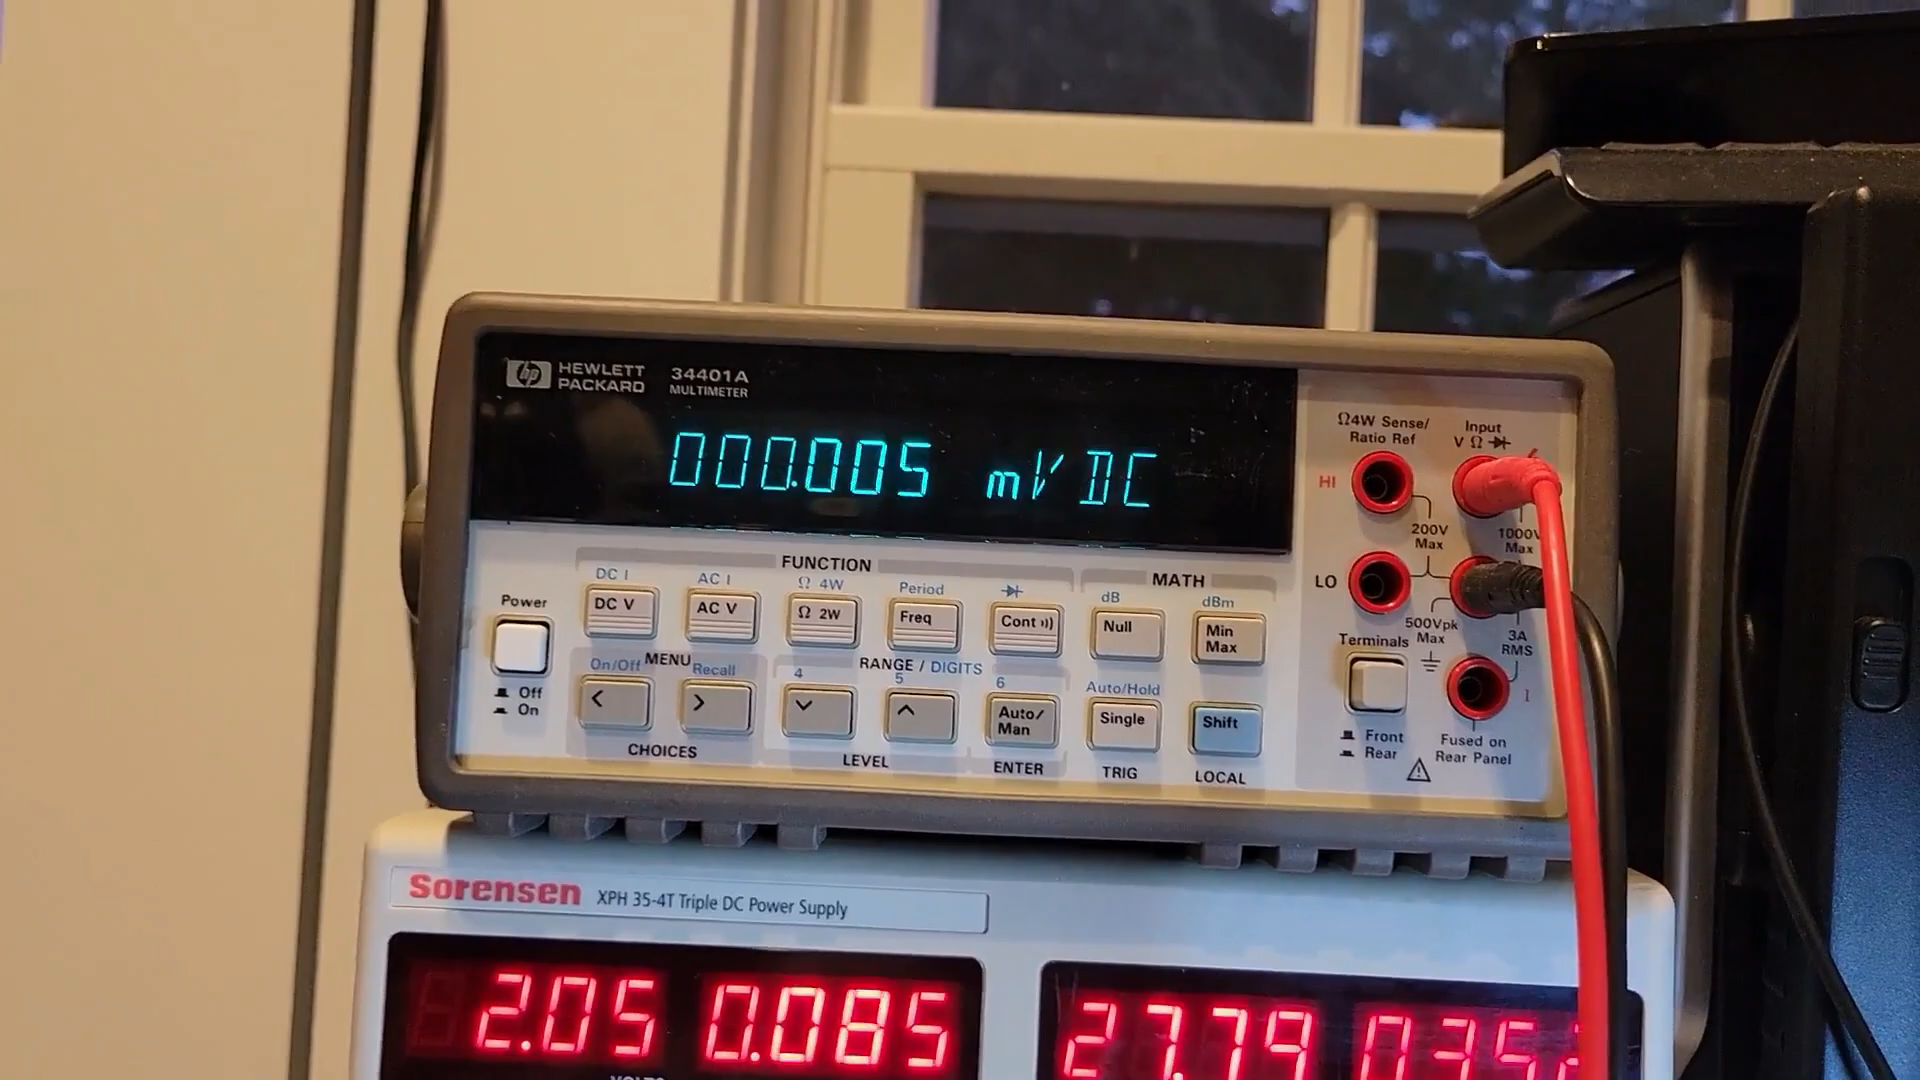 hp HEWLETT PACKARD 34401A MULTIMETER
000.005 mV DC
Ω4W Sense/ Ratio Ref
Input V Ω
HI
200V Max
1000V Max
LO
500Vpk Max
3A RMS
Terminals
Front
Rear
I
Fused on Rear Panel
Power
Off
On
FUNCTION
DC I
AC I
Ω 4W
Period
DC V
AC V
Ω 2W
Freq
Cont
MATH
dB
dBm
Null
Min Max
MENU
On/Off
Recall
RANGE / DIGITS
4
5
6
Auto/Hold
<
>
Auto/ Man
Single
Shift
CHOICES
LEVEL
ENTER
TRIG
LOCAL
Sorensen XPH 35-4T Triple DC Power Supply
2.05 0.085
27.79